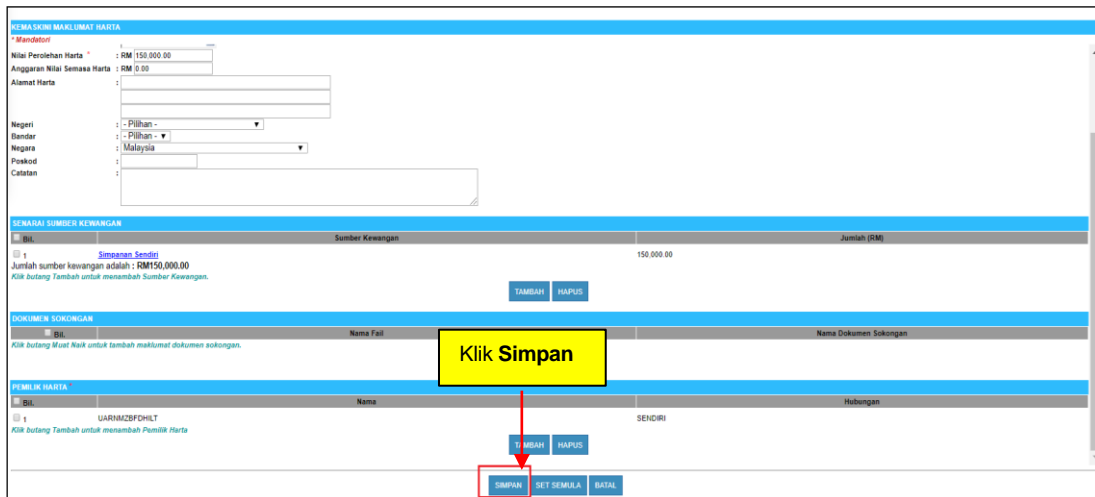 KEMASKINI MAKLUMAT HARTA
* Mandatori
Nilai Perolehan Harta * : RM 150,000.00
Anggaran Nilai Semasa Harta : RM 0.00
Alamat Harta :
Negeri : - Pilihan - ▼
Bandar : - Pilihan - ▼
Negara : Malaysia ▼
Poskod :
Catatan :
SENARAI SUMBER KEWANGAN
Bil. Sumber Kewangan Jumlah (RM)
1 Simpanan Sendiri 150,000.00
Jumlah sumber kewangan adalah : RM150,000.00
Klik butang Tambah untuk menambah Sumber Kewangan.
TAMBAH HAPUS
DOKUMEN SOKONGAN
Bil. Nama Fail Nama Dokumen Sokongan
Klik butang Muat Naik untuk tambah maklumat dokumen sokongan.
Klik Simpan
PEMILIK HARTA *
Bil. Nama Hubungan
1 UARNMZBFDHILT SENDIRI
Klik butang Tambah untuk menambah Pemilik Harta
TAMBAH HAPUS
SIMPAN SET SEMULA BATAL